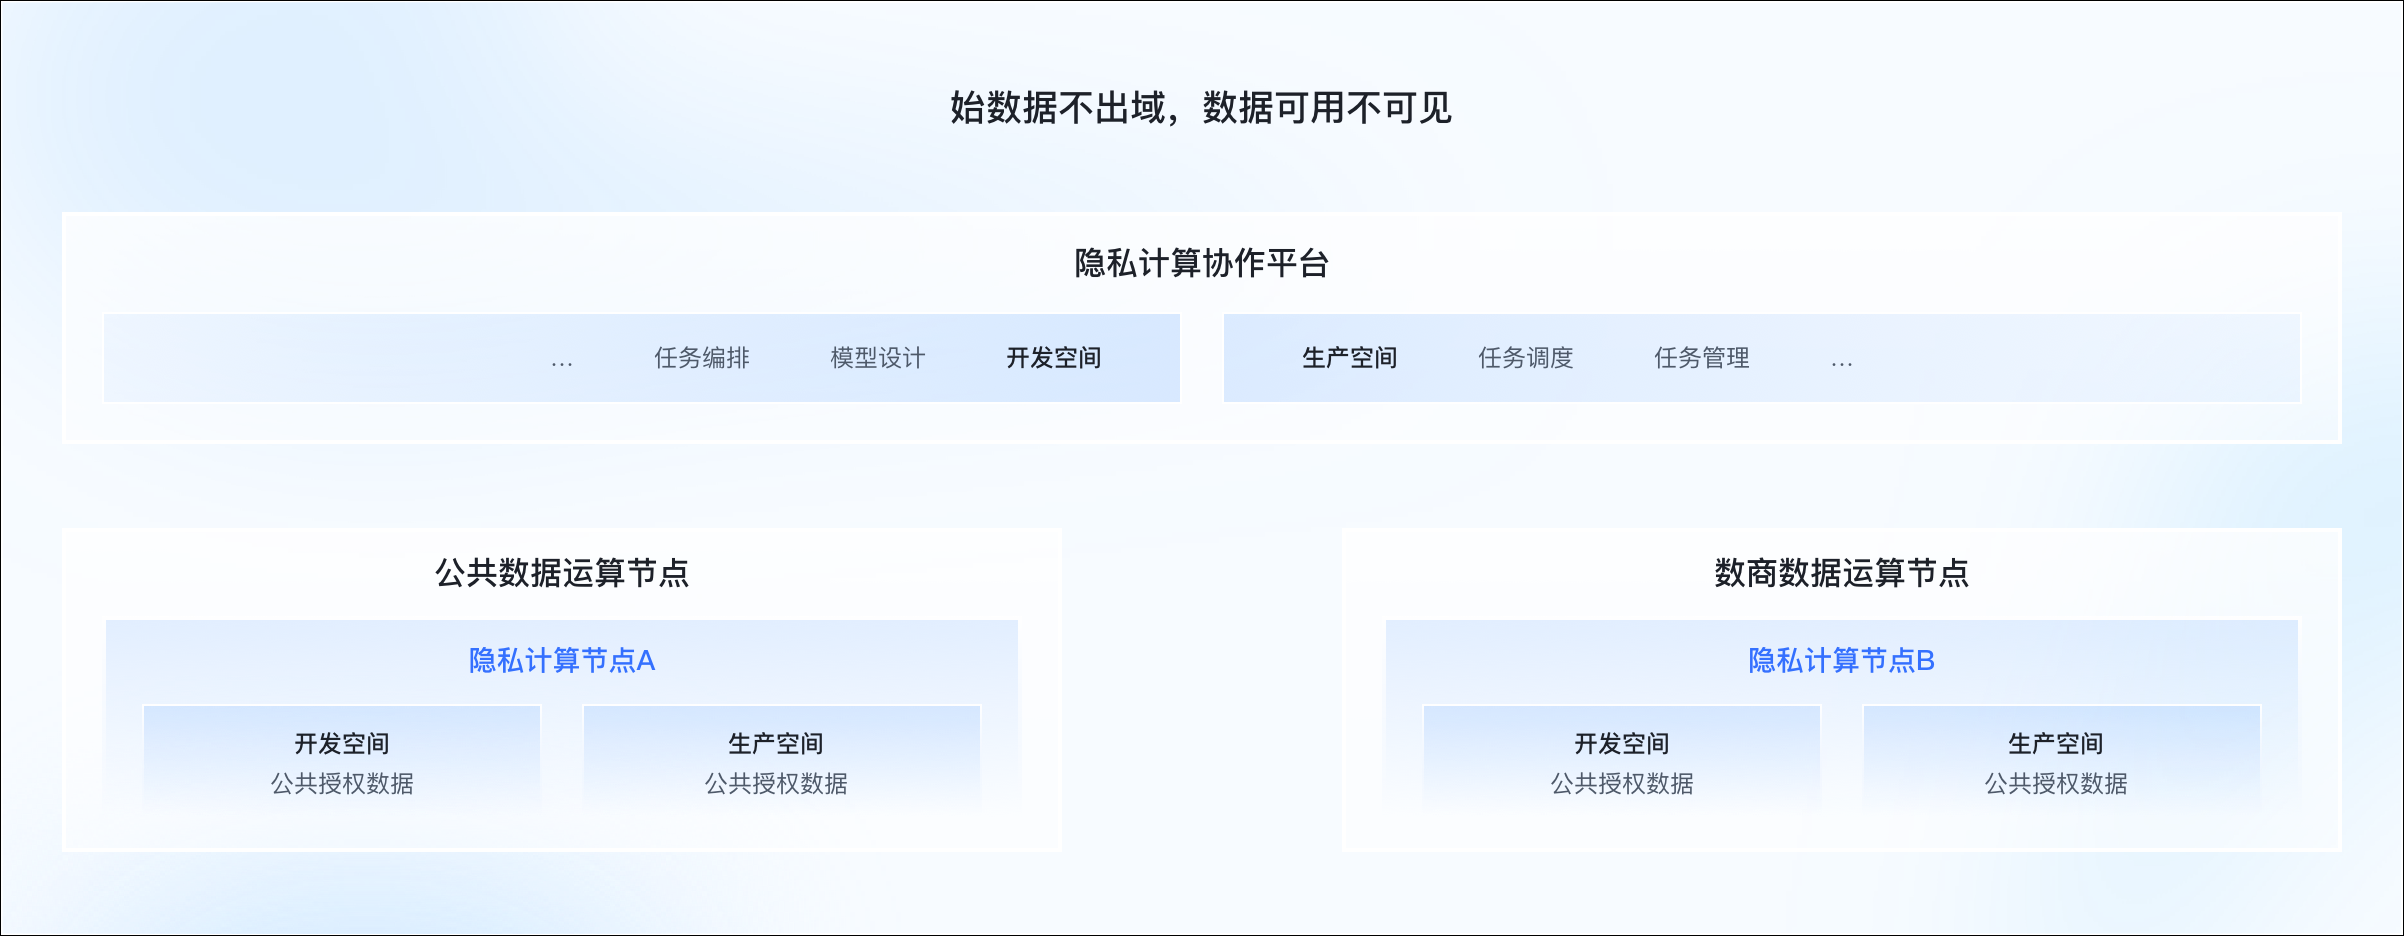 始数据不出域，数据可用不可见
隐私计算协作平台
... 任务编排 模型设计 开发空间
生产空间 任务调度 任务管理 ...
公共数据运算节点
隐私计算节点A
开发空间
公共授权数据
生产空间
公共授权数据
数商数据运算节点
隐私计算节点B
开发空间
公共授权数据
生产空间
公共授权数据